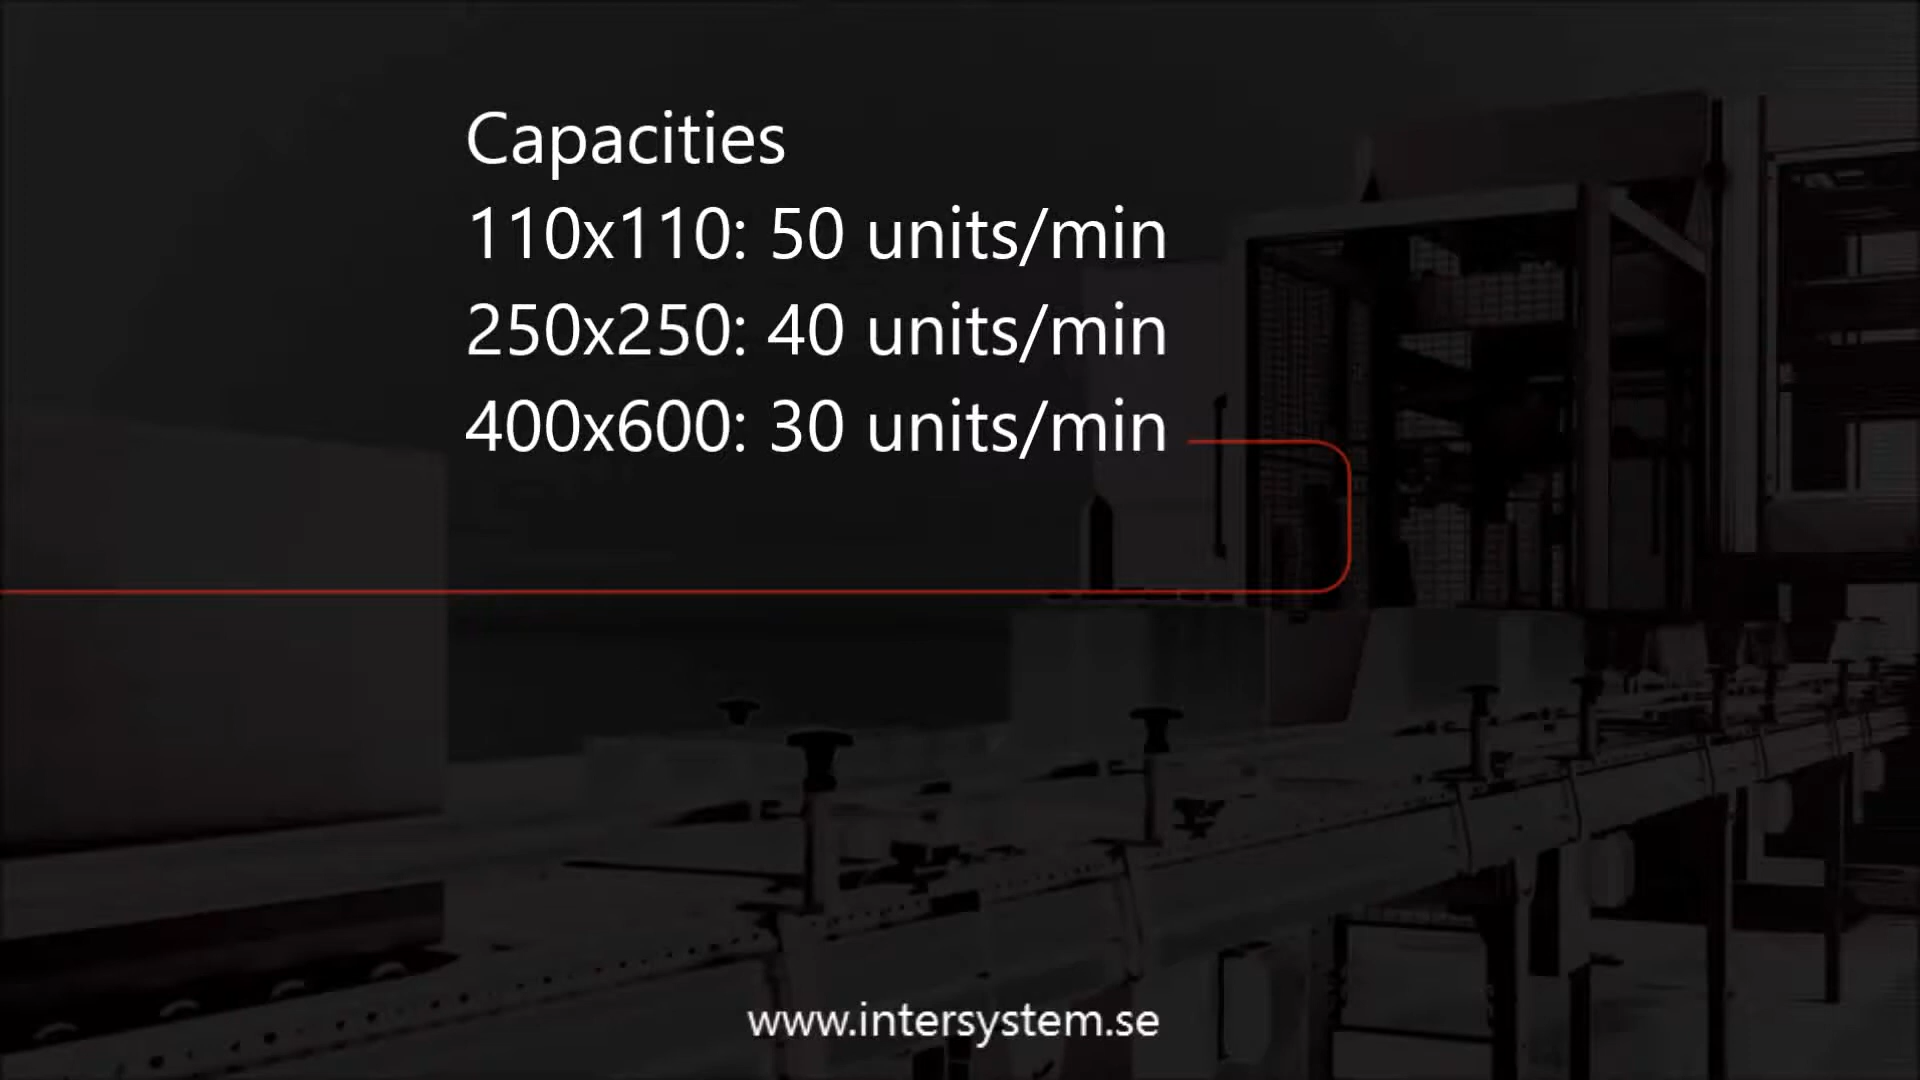 Capacities
110x110: 50 units/min
250x250: 40 units/min
400x600: 30 units/min
www.intersystem.se